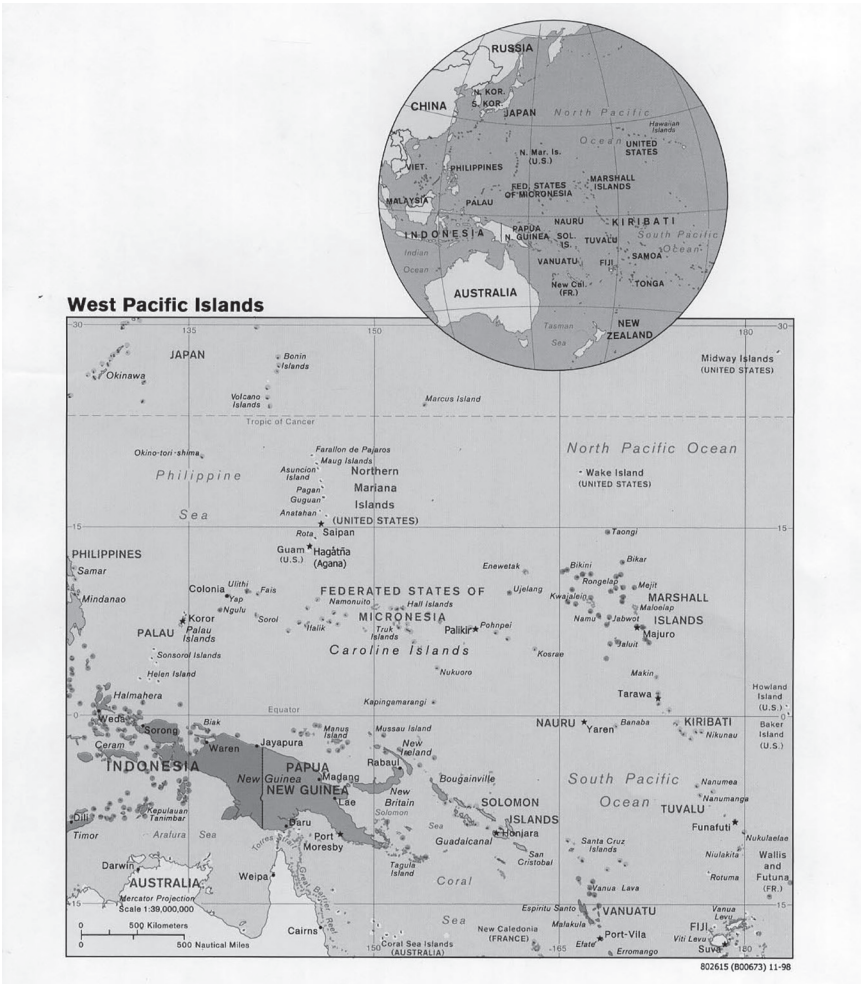 RUSSIA
N. KOR.
S. KOR.
CHINA
JAPAN
North Pacific
Ocean
Hawaiian
Islands
UNITED
STATES
N. Mar. Is.
(U.S.)
VIET.
PHILIPPINES
FED. STATES
OF MICRONESIA
MARSHALL
ISLANDS
MALAYSIA
PALAU
NAURU
KIRIBATI
INDONESIA
PAPUA
N. GUINEA
SOL.
IS.
TUVALU
South Pacific
Ocean
Indian
Ocean
VANUATU
FIJI
SAMOA
New Cal.
(FR.)
TONGA
AUSTRALIA
Tasman
Sea
NEW
ZEALAND
West Pacific Islands
30
135
150
180
30
JAPAN
Okinawa
Bonin
Islands
Volcano
Islands
Marcus Island
Midway Islands
(UNITED STATES)
Tropic of Cancer
Okino-tori-shima
Philippine
Sea
Farallon de Pajaros
Maug Islands
Asuncion
Island
Pagan
Guguan
Anatahan
Northern
Mariana
Islands
(UNITED STATES)
Saipan
Rota
Guam
(U.S.)
Hagåtña
(Agana)
North Pacific Ocean
Wake Island
(UNITED STATES)
15
15
Taongi
PHILIPPINES
Samar
Mindanao
Colonia
Ulithi
Yap
Fais
Ngulu
Sorol
Koror
PALAU
Palau
Islands
Sonsorol Islands
Helen Island
FEDERATED STATES OF
MICRONESIA
Namonuito
Hall Islands
Ifalik
Truk
Islands
Caroline Islands
Palikir
Pohnpei
Kosrae
Nukuoro
Kapingamarangi
Enewetak
Ujelang
Bikini
Bikar
Rongelap
Mejit
Kwajalein
MARSHALL
Maloelap
Namu
Jabwot
ISLANDS
Majuro
Jaluit
Makin
Tarawa
Howland
Island
(U.S.)
Baker
Island
(U.S.)
Equator
0
0
Halmahera
Weda
Sorong
Biak
Ceram
Waren
Jayapura
INDONESIA
Manus
Island
Mussau Island
NAURU
Yaren
Banaba
KIRIBATI
Nikunau
New
Ireland
Rabaul
PAPUA
NEW GUINEA
New Guinea
Madang
Lae
New
Britain
Bougainville
Solomon
Sea
SOLOMON
ISLANDS
Honiara
Guadalcanal
San
Cristobal
South Pacific
Ocean
Nanumea
Nanumanga
TUVALU
Funafuti
Nukulaelae
Niulakita
Wallis
and
Futuna
(FR.)
Rotuma
Dili
Timor
Kepulauan
Tanimbar
Arafura Sea
Daru
Port
Moresby
Torres Strait
Tagula
Island
Santa Cruz
Islands
Darwin
AUSTRALIA
Weipa
Great Barrier Reef
Cairns
Coral
Sea
Coral Sea Islands
(AUSTRALIA)
Vanua Lava
Espiritu Santo
Malakula
VANUATU
New Caledonia
(FRANCE)
Efate
Port-Vila
Erromango
Vanua
Levu
FIJI
Viti Levu
Suva
Mercator Projection
Scale 1:39,000,000
15
15
0
500 Kilometers
0
500 Nautical Miles
150
165
180
802615 (B00673) 11-98